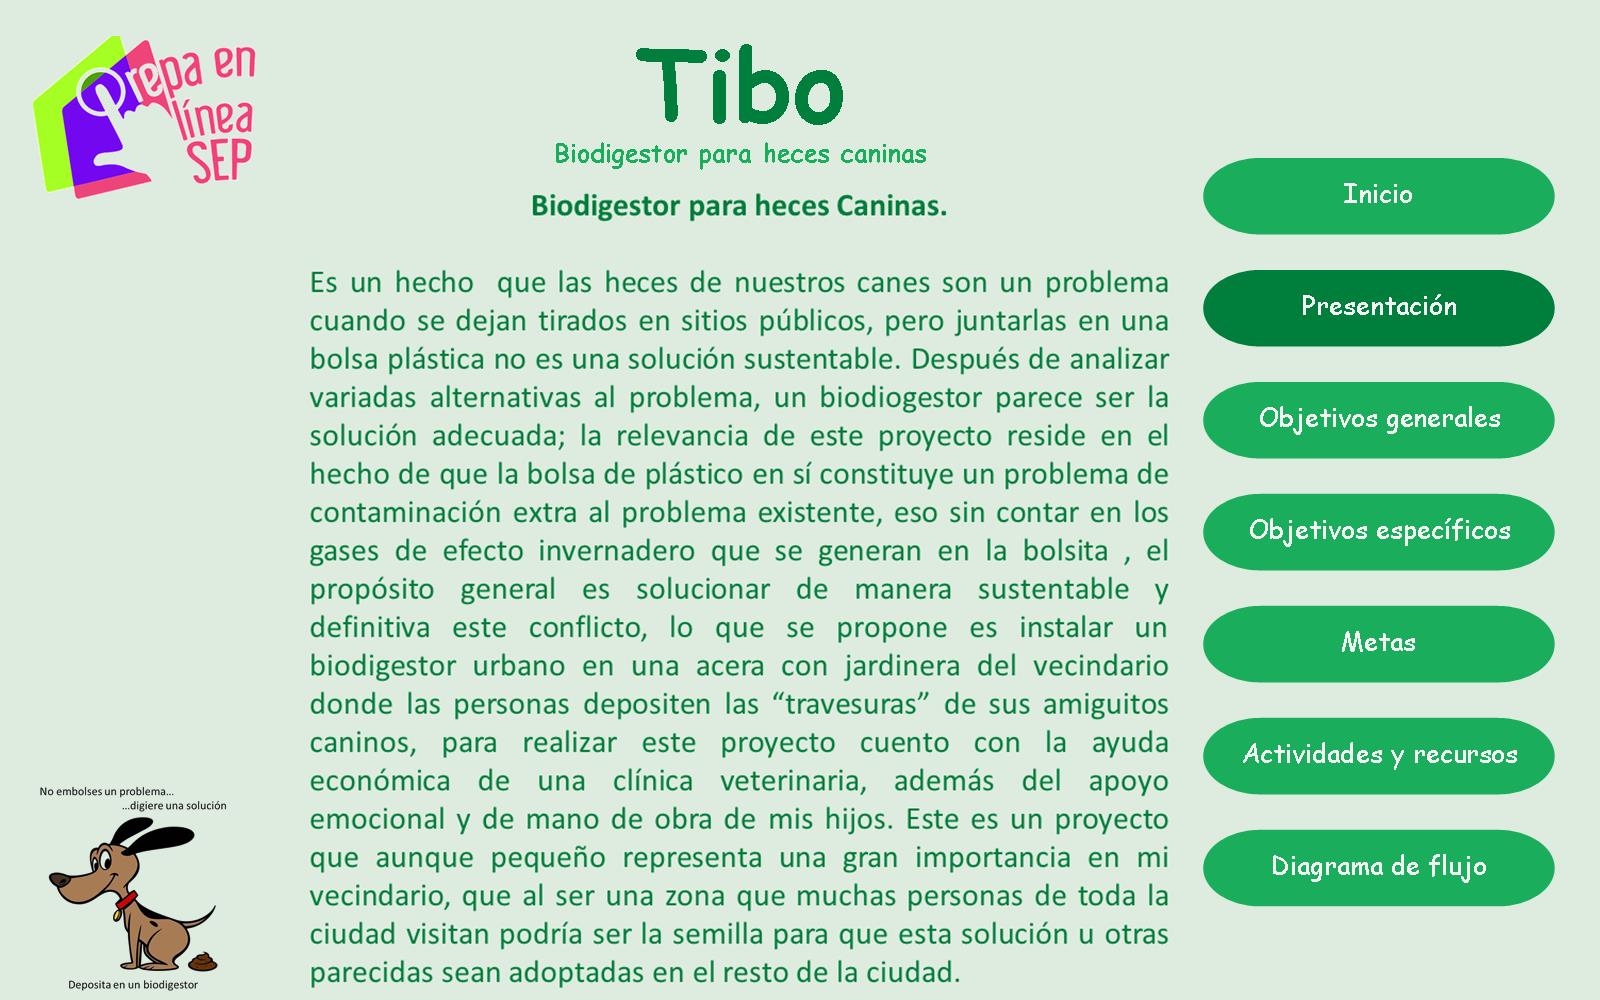 Prepa en
línea
SEP
Tibo
Biodigestor para heces caninas
Biodigestor para heces Caninas.
Es un hecho  que las heces de nuestros canes son un problema
cuando se dejan tirados en sitios públicos, pero juntarlas en una
bolsa plástica no es una solución sustentable. Después de analizar
variadas alternativas al problema, un biodiogestor parece ser la
solución adecuada; la relevancia de este proyecto reside en el
hecho de que la bolsa de plástico en sí constituye un problema de
contaminación extra al problema existente, eso sin contar en los
gases de efecto invernadero que se generan en la bolsita , el
propósito general es solucionar de manera sustentable y
definitiva este conflicto, lo que se propone es instalar un
biodigestor urbano en una acera con jardinera del vecindario
donde las personas depositen las “travesuras” de sus amiguitos
caninos, para realizar este proyecto cuento con la ayuda
económica de una clínica veterinaria, además del apoyo
emocional y de mano de obra de mis hijos. Este es un proyecto
que aunque pequeño representa una gran importancia en mi
vecindario, que al ser una zona que muchas personas de toda la
ciudad visitan podría ser la semilla para que esta solución u otras
parecidas sean adoptadas en el resto de la ciudad.
Inicio
Presentación
Objetivos generales
Objetivos específicos
Metas
Actividades y recursos
Diagrama de flujo
No embolses un problema...
...digiere una solución
Deposita en un biodigestor